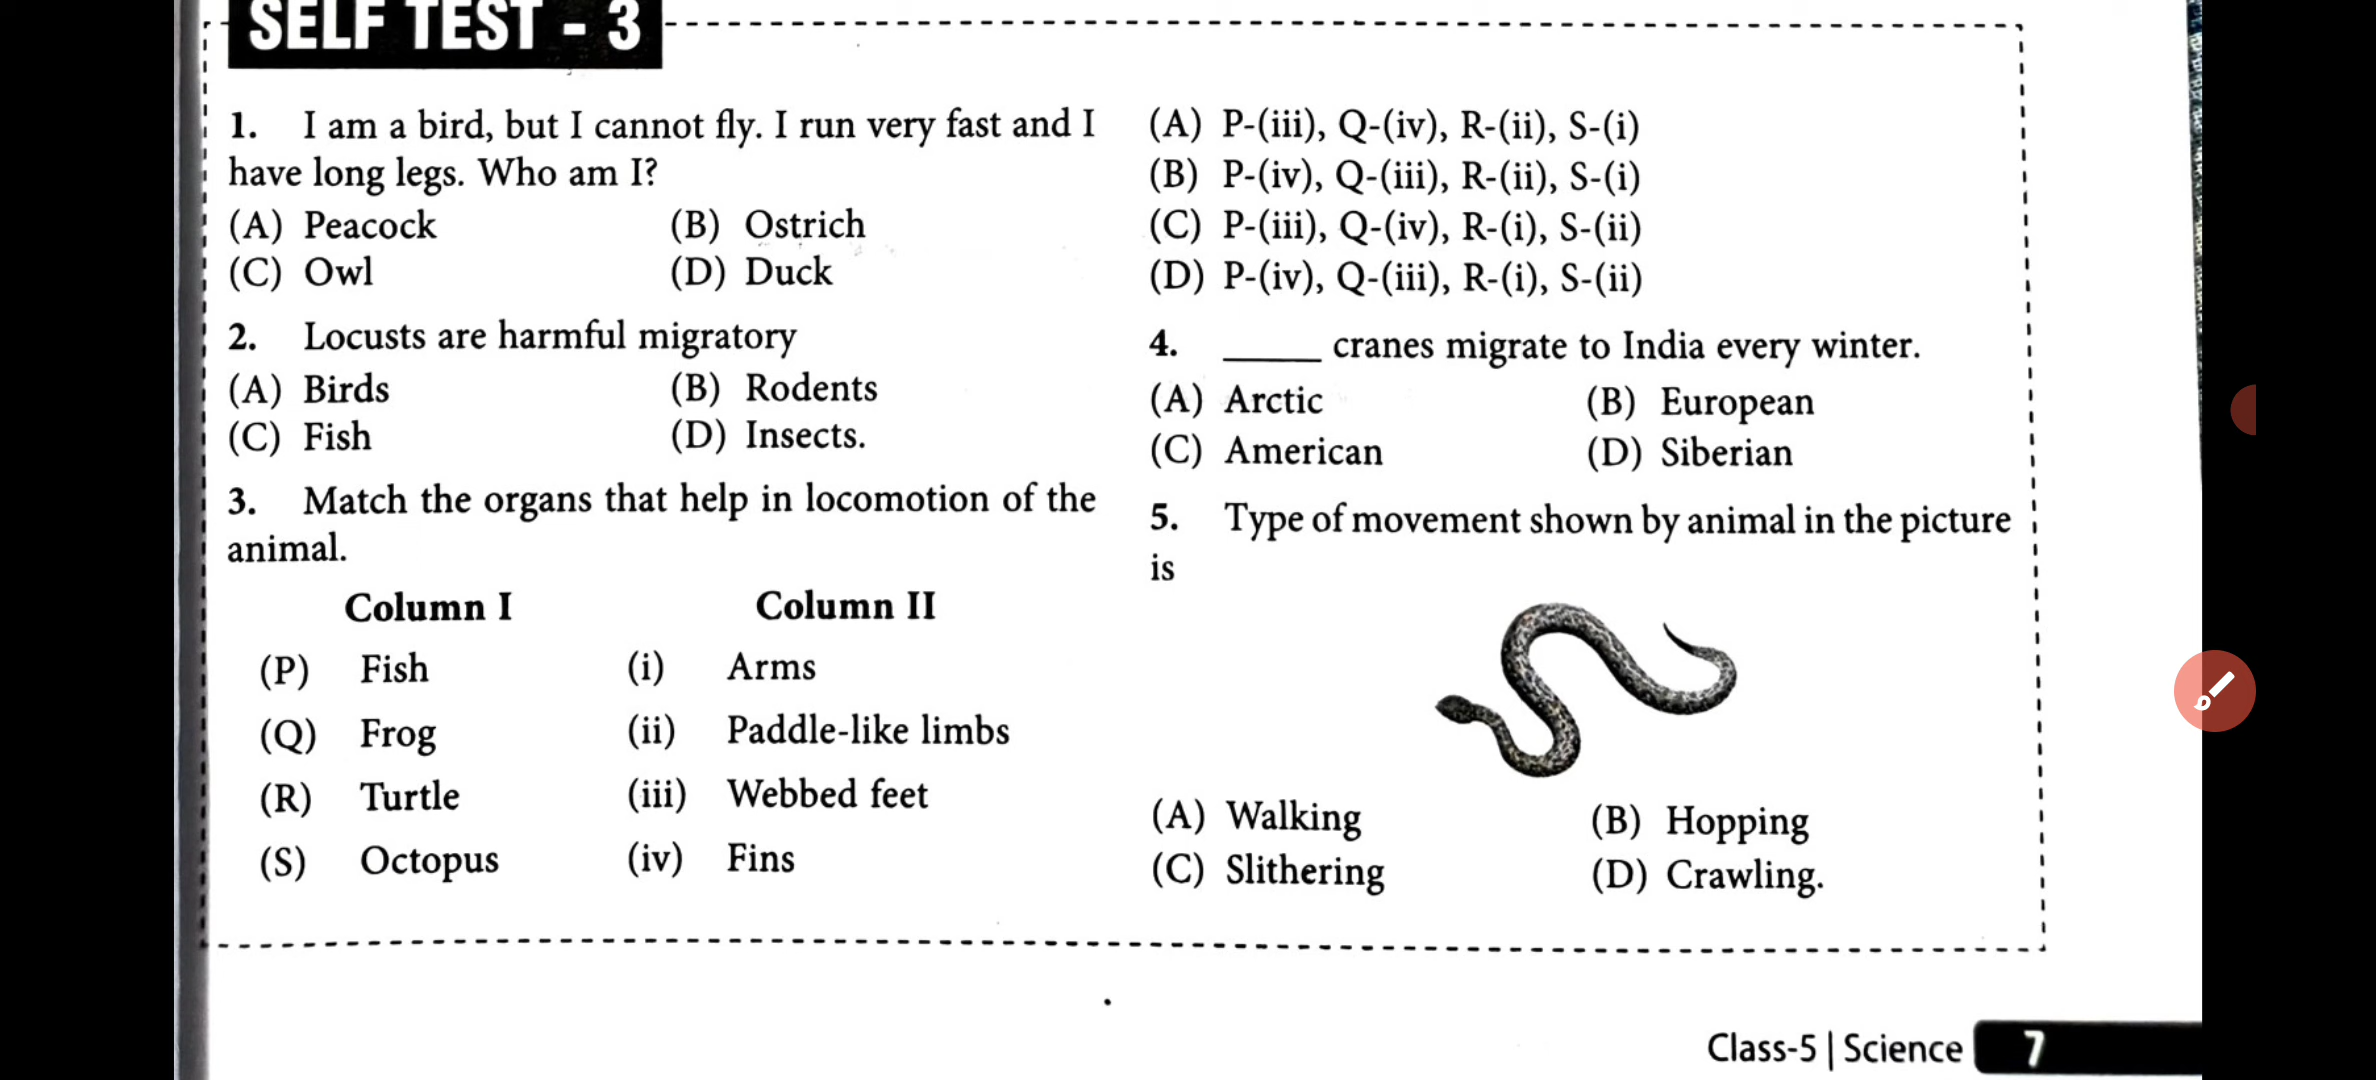 SELF TEST - 3
1. I am a bird, but I cannot fly. I run very fast and I
have long legs. Who am I?
(A) Peacock (B) Ostrich
(C) Owl (D) Duck
2. Locusts are harmful migratory
(A) Birds (B) Rodents
(C) Fish (D) Insects.
3. Match the organs that help in locomotion of the
animal.
Column I Column II
(P) Fish (i) Arms
(Q) Frog (ii) Paddle-like limbs
(R) Turtle (iii) Webbed feet
(S) Octopus (iv) Fins
(A) P-(iii), Q-(iv), R-(ii), S-(i)
(B) P-(iv), Q-(iii), R-(ii), S-(i)
(C) P-(iii), Q-(iv), R-(i), S-(ii)
(D) P-(iv), Q-(iii), R-(i), S-(ii)
4. _____ cranes migrate to India every winter.
(A) Arctic (B) European
(C) American (D) Siberian
5. Type of movement shown by animal in the picture
is
(A) Walking (B) Hopping
(C) Slithering (D) Crawling.
Class-5 | Science 7